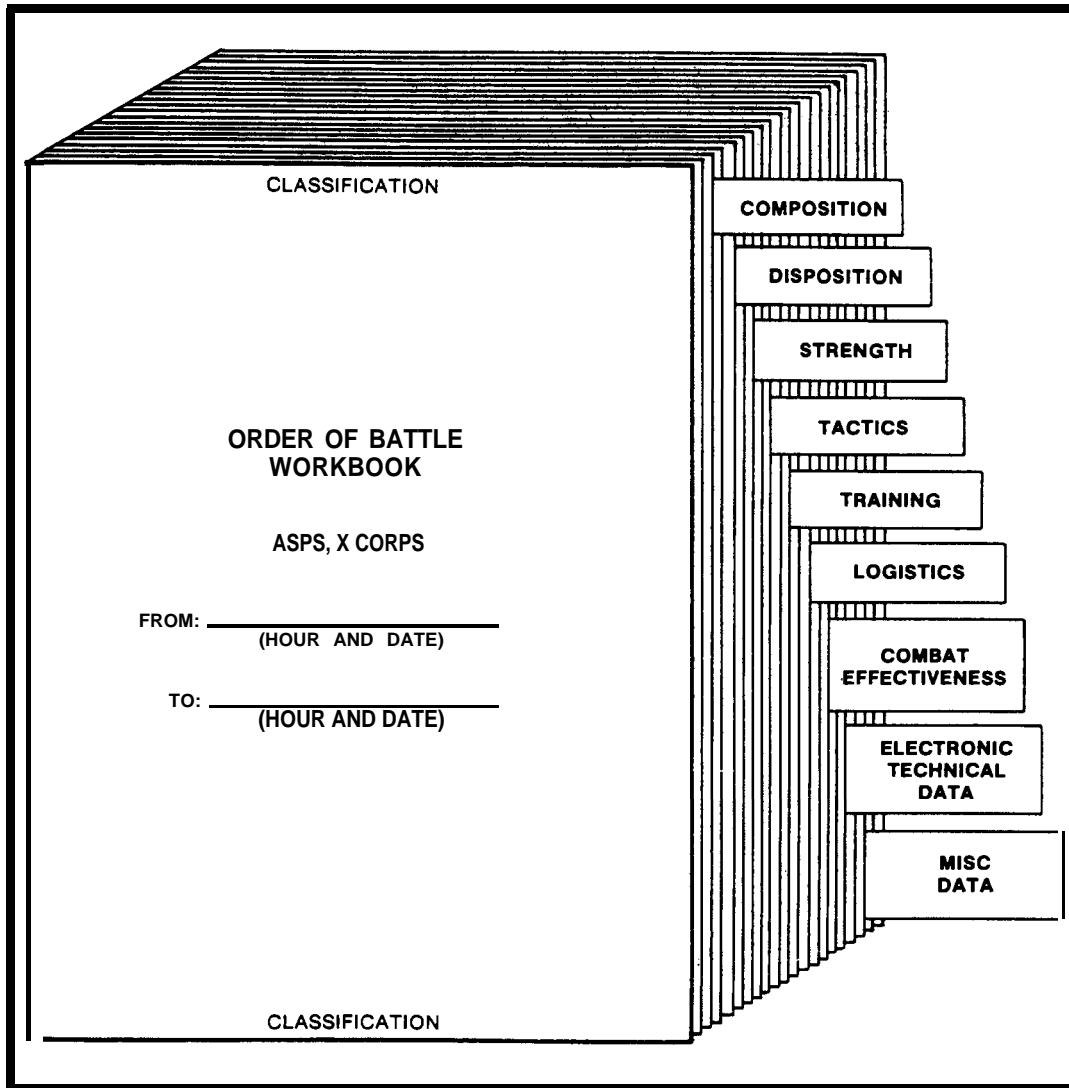 CLASSIFICATION
ORDER OF BATTLE
WORKBOOK
ASPS, X CORPS
FROM:
(HOUR AND DATE)
TO:
(HOUR AND DATE)
CLASSIFICATION
COMPOSITION
DISPOSITION
STRENGTH
TACTICS
TRAINING
LOGISTICS
COMBAT
EFFECTIVENESS
ELECTRONIC
TECHNICAL
DATA
MISC
DATA